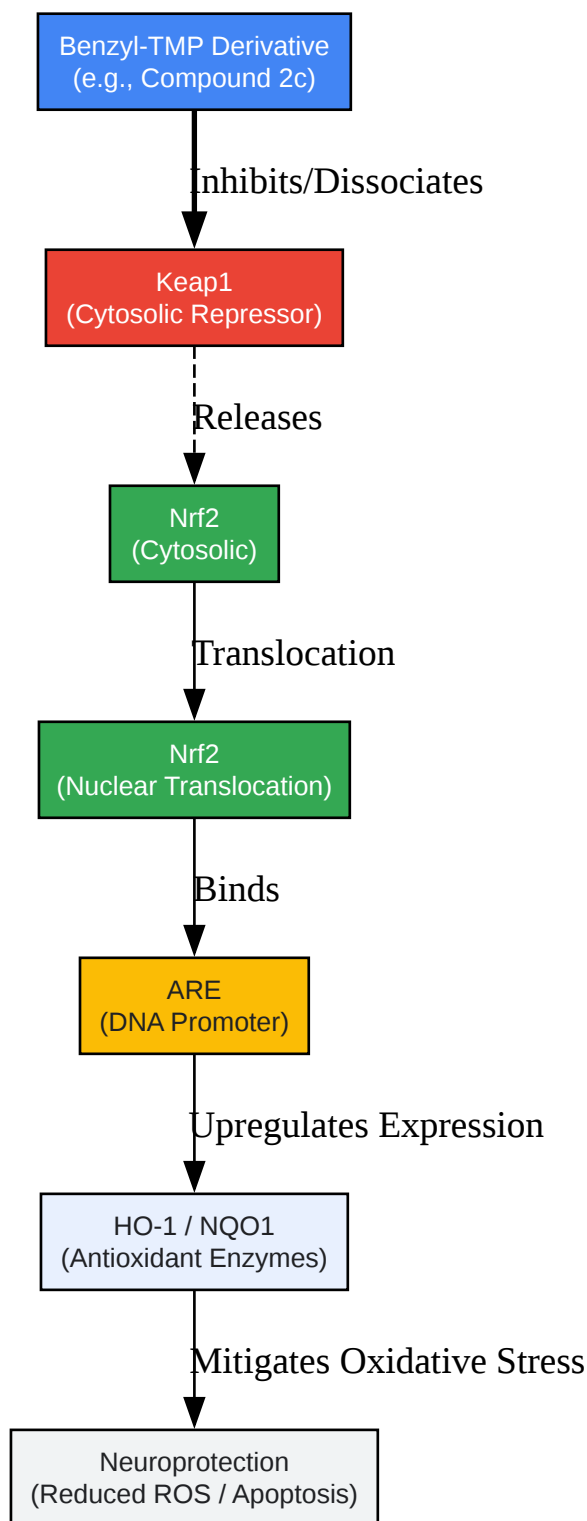 Benzyl-TMP Derivative
(e.g., Compound 2c)
Inhibits/Dissociates
Keap1
(Cytosolic Repressor)
Releases
Nrf2
(Cytosolic)
Translocation
Nrf2
(Nuclear Translocation)
Binds
ARE
(DNA Promoter)
Upregulates Expression
HO-1 / NQO1
(Antioxidant Enzymes)
Mitigates Oxidative Stress
Neuroprotection
(Reduced ROS / Apoptosis)